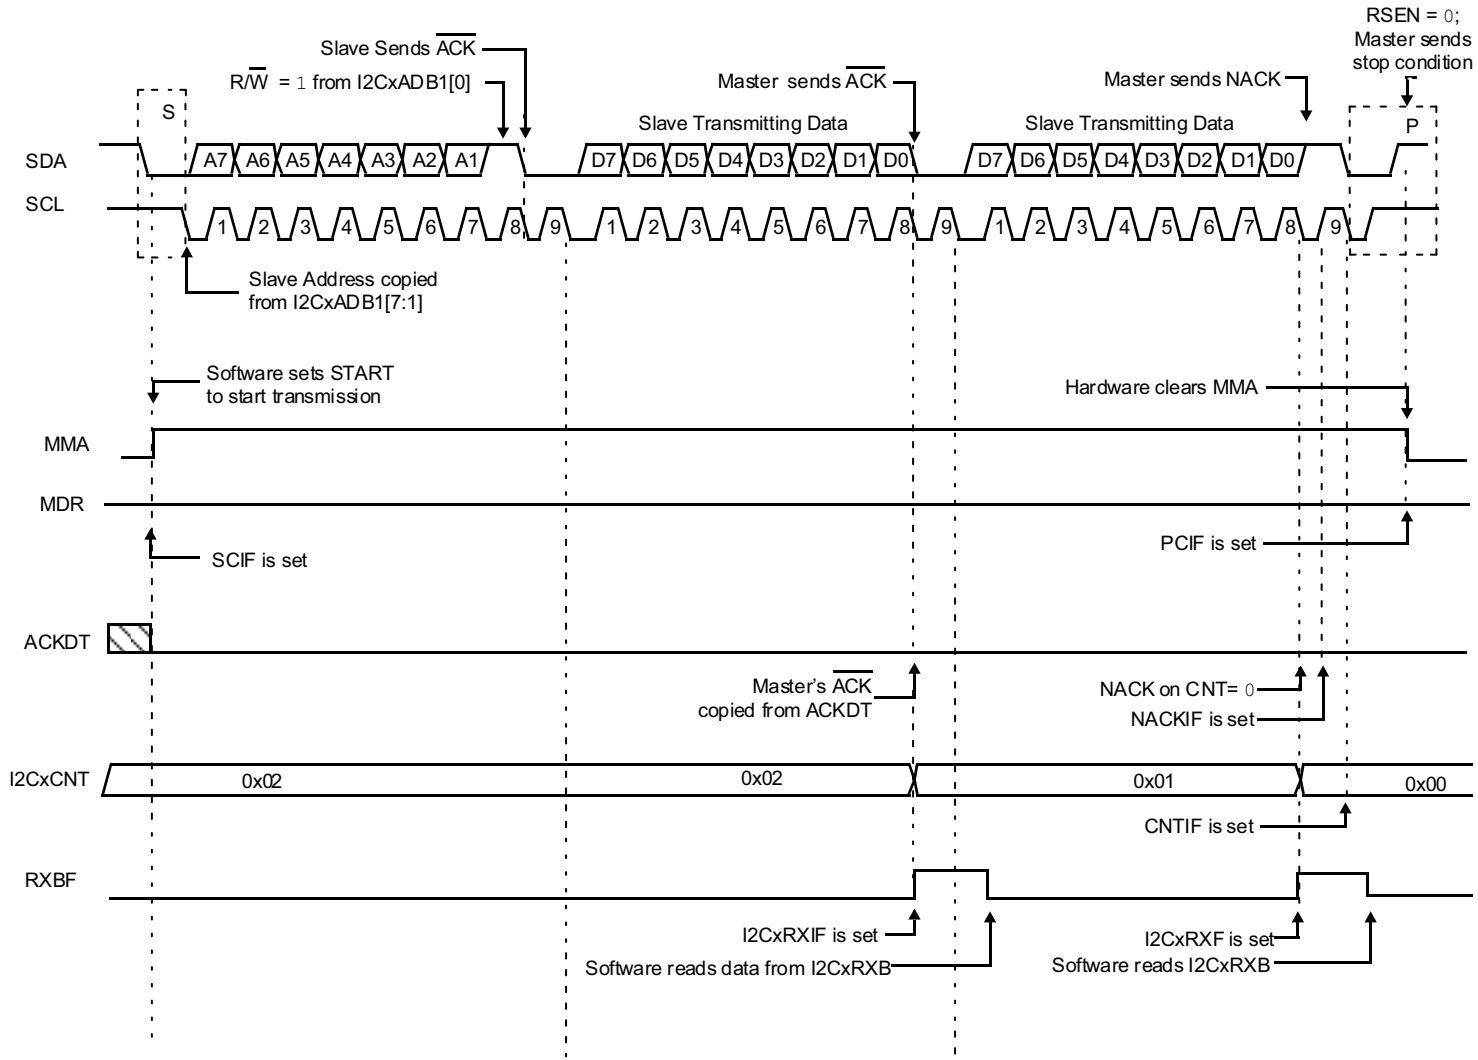 RSEN = 0;
Master sends
stop condition
Slave Sends ACK
R/W = 1 from I2CxADB1[0]
Master sends ACK
Master sends NACK
S
Slave Transmitting Data
Slave Transmitting Data
P
SDA
A7 A6 A5 A4 A3 A2 A1
D7 D6 D5 D4 D3 D2 D1 D0
D7 D6 D5 D4 D3 D2 D1 D0
SCL
1 2 3 4 5 6 7 8 9
1 2 3 4 5 6 7 8 9
1 2 3 4 5 6 7 8 9
Slave Address copied
from I2CxADB1[7:1]
Software sets START
to start transmission
Hardware clears MMA
MMA
MDR
SCIF is set
PCIF is set
ACKDT
Master's ACK
copied from ACKDT
NACK on CNT= 0
NACKIF is set
I2CxCNT
0x02
0x02
0x01
0x00
CNTIF is set
RXBF
I2CxRXIF is set
Software reads data from I2CxRXB
I2CxRXF is set
Software reads I2CxRXB